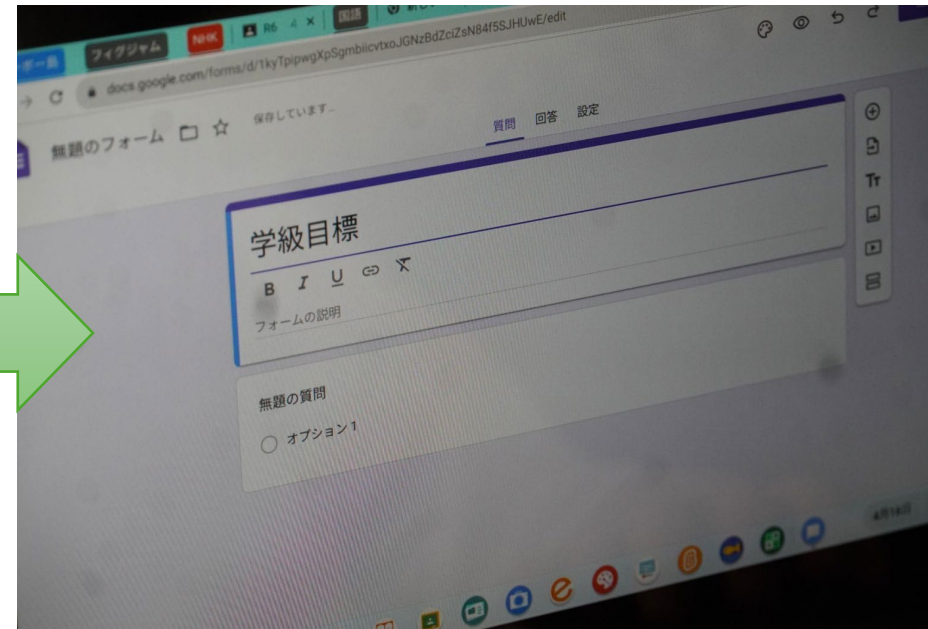 フィグジャム
NHK
R6
国語
docs.google.com/forms/d/1kyTpipwgXpSgmbiicvtxoJGNzBdZciZsN84f5SJHUwE/edit
無題のフォーム
保存しています...
質問 回答 設定
学級目標
B I U
フォームの説明
Tт
無題の質問
オプション 1